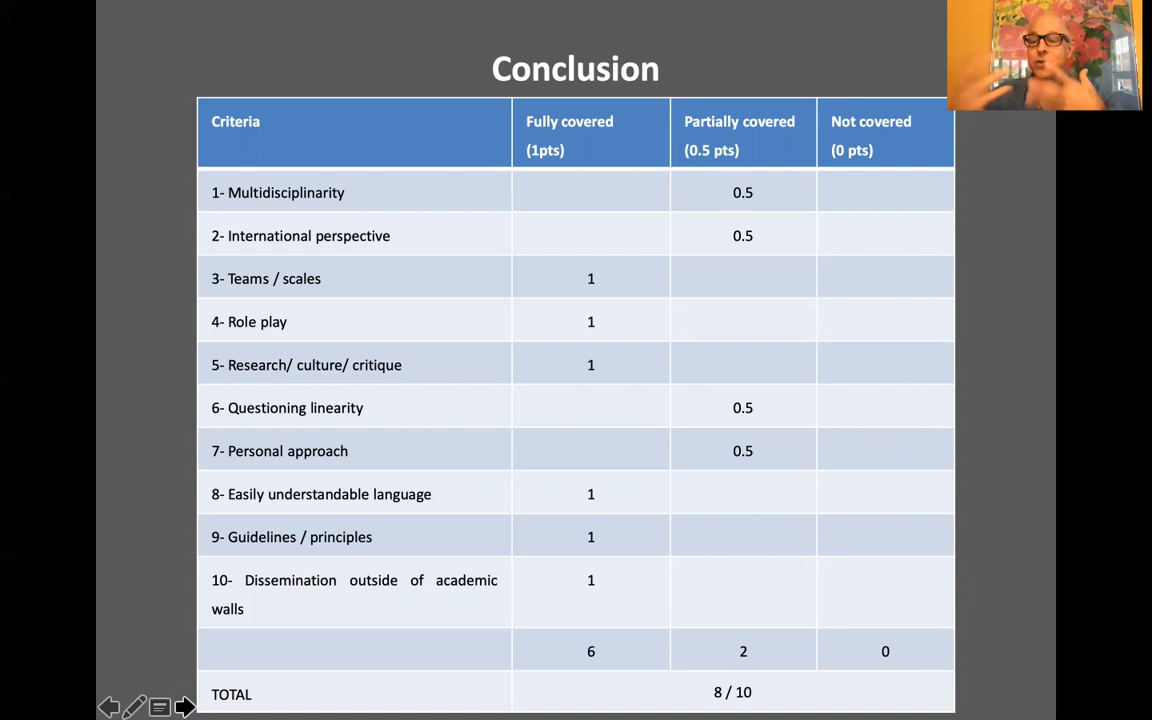 Conclusion
Criteria Fully covered Partially covered Not covered
(1pts) (0.5 pts) (0 pts)
1- Multidisciplinarity 0.5
2- International perspective 0.5
3- Teams / scales 1
4- Role play 1
5- Research/ culture/ critique 1
6- Questioning linearity 0.5
7- Personal approach 0.5
8- Easily understandable language 1
9- Guidelines / principles 1
10- Dissemination outside of academic 1
walls
6 2 0
TOTAL 8 / 10